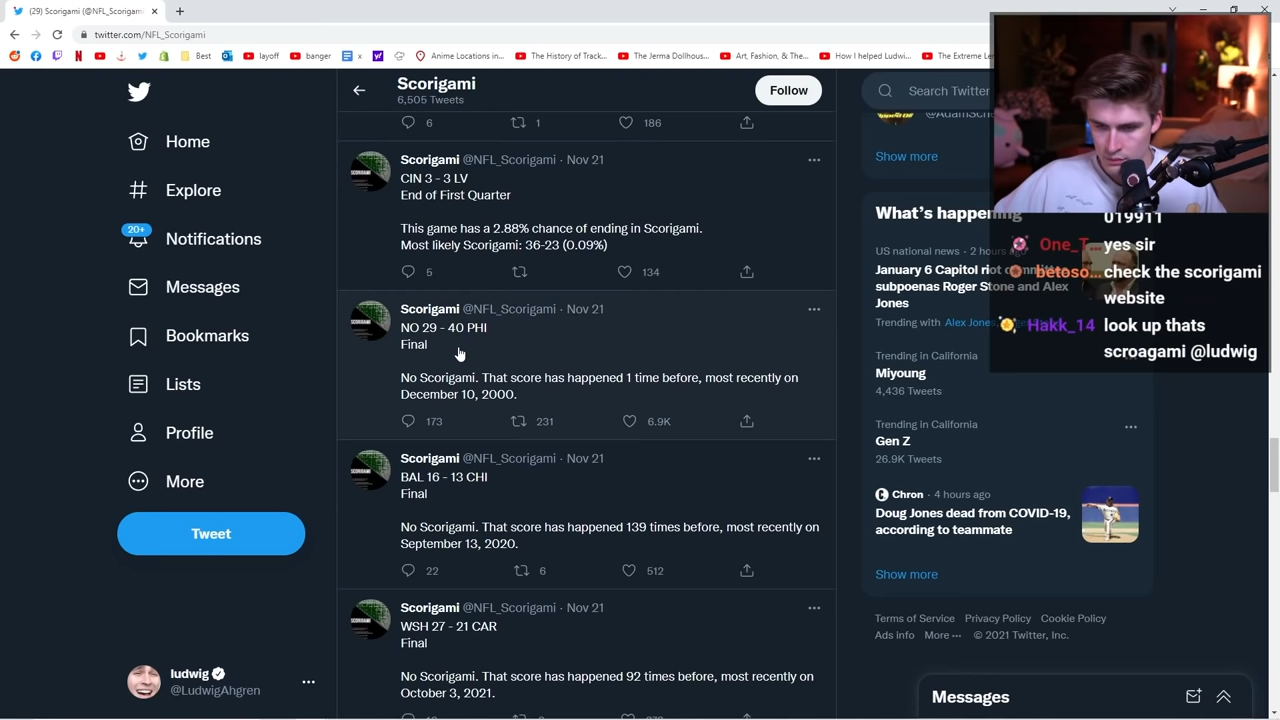 (29) Scorigami (@NFL_Scorigami
twitter.com/NFL_Scorigami
Best
layoff
banger
x
Anime Locations in...
The History of Track...
The Jerma Dollhous...
Art, Fashion, & The...
How I helped Ludwi...
The Extreme Le
Scorigami
6,505 Tweets
Follow
Search Twitter
Home
Explore
20+
Notifications
Messages
Bookmarks
Lists
Profile
More
Tweet
ludwig
@LudwigAhgren
6
1
186
Scorigami @NFL_Scorigami · Nov 21
CIN 3 - 3 LV
End of First Quarter
This game has a 2.88% chance of ending in Scorigami.
Most likely Scorigami: 36-23 (0.09%)
5
134
Scorigami @NFL_Scorigami · Nov 21
NO 29 - 40 PHI
Final
No Scorigami. That score has happened 1 time before, most recently on
December 10, 2000.
173
231
6.9K
Scorigami @NFL_Scorigami · Nov 21
BAL 16 - 13 CHI
Final
No Scorigami. That score has happened 139 times before, most recently on
September 13, 2020.
22
6
512
Scorigami @NFL_Scorigami · Nov 21
WSH 27 - 21 CAR
Final
No Scorigami. That score has happened 92 times before, most recently on
October 3, 2021.
Show more
What's happening
US national news · 2 hours
January 6 Capitol riot
subpoenas Roger Stone and Alex
Jones
Trending with Alex Jones,
Trending in California
Miyoung
4,436 Tweets
Trending in California
Gen Z
26.9K Tweets
Chron · 4 hours ago
Doug Jones dead from COVID-19,
according to teammate
Show more
Terms of Service Privacy Policy Cookie Policy
Ads info More ··· © 2021 Twitter, Inc.
Messages
019911
One_T... yes sir
betoso... check the scorigami
website
Hakk_14 look up thats
scroagami @ludwig